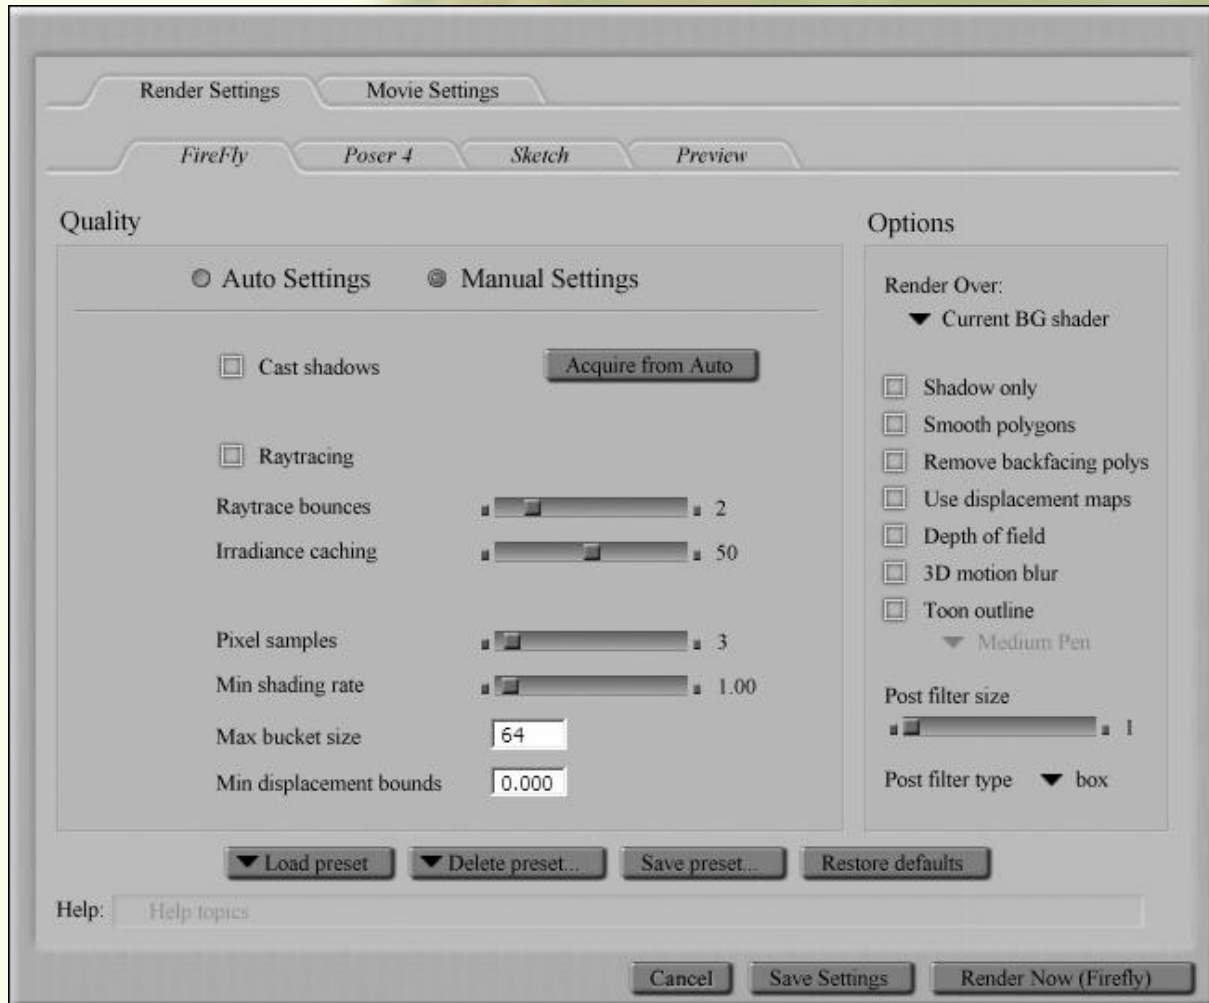 Render Settings Movie Settings
FireFly Poser 4 Sketch Preview
Quality
Auto Settings Manual Settings
Cast shadows Acquire from Auto
Raytracing
Raytrace bounces 2
Irradiance caching 50
Pixel samples 3
Min shading rate 1.00
Max bucket size 64
Min displacement bounds 0.000
Options
Render Over:
Current BG shader
Shadow only
Smooth polygons
Remove backfacing polys
Use displacement maps
Depth of field
3D motion blur
Toon outline
Medium Pen
Post filter size
1
Post filter type box
Load preset Delete preset... Save preset... Restore defaults
Help: Help topics
Cancel Save Settings Render Now (Firefly)